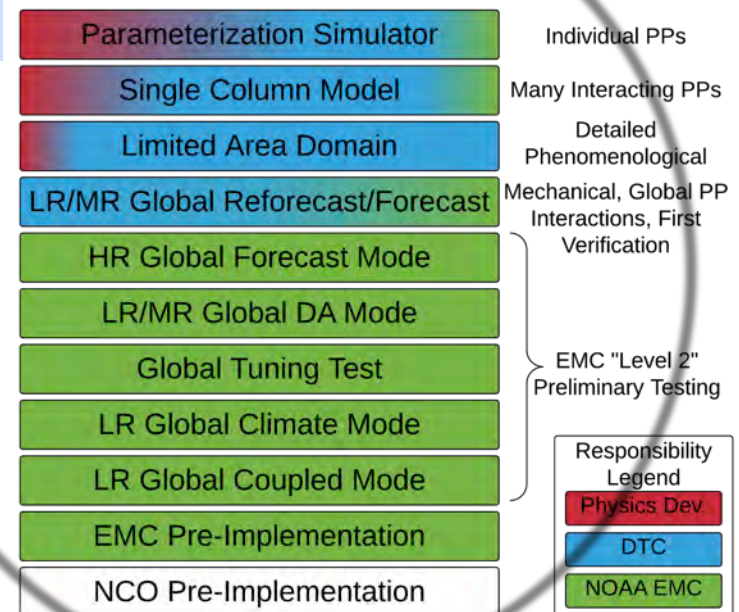 Parameterization Simulator
Individual PPs
Single Column Model
Many Interacting PPs
Limited Area Domain
Detailed
Phenomenological
LR/MR Global Reforecast/Forecast
Mechanical, Global PP
Interactions, First
Verification
HR Global Forecast Mode
LR/MR Global DA Mode
Global Tuning Test
LR Global Climate Mode
LR Global Coupled Mode
EMC "Level 2"
Preliminary Testing
EMC Pre-Implementation
NCO Pre-Implementation
Responsibility
Legend
Physics Dev.
DTC
NOAA EMC